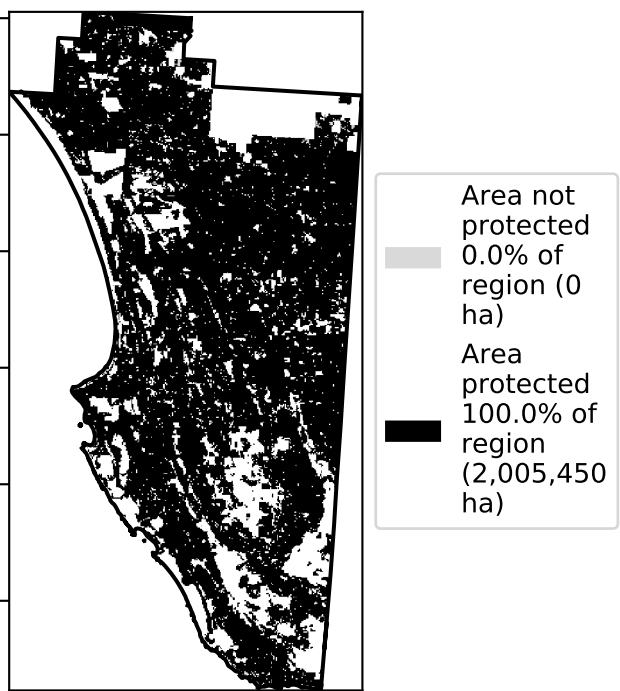 Area not
protected
0.0% of
region (0
ha)
Area
protected
100.0% of
region
(2,005,450
ha)